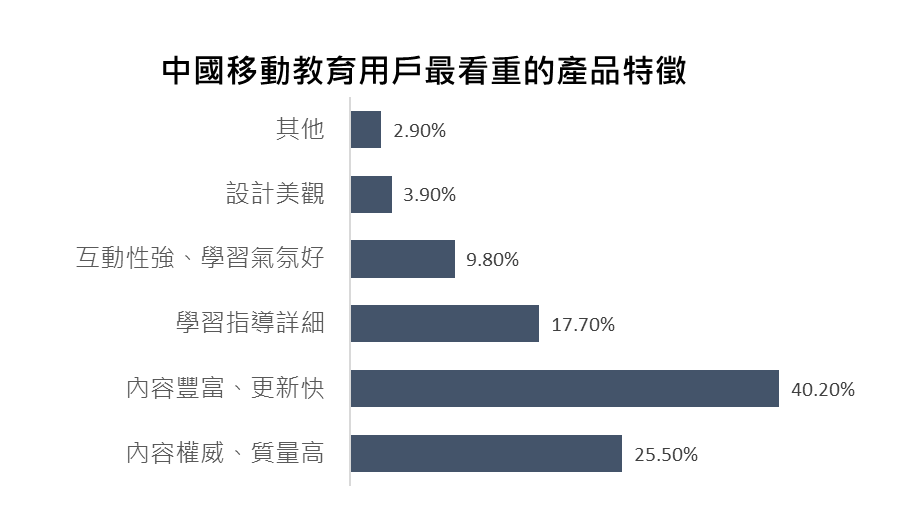 中國移動教育用戶最看重的產品特徵
其他 2.90%
設計美觀 3.90%
互動性強、學習氣氛好 9.80%
學習指導詳細 17.70%
內容豐富、更新快 40.20%
內容權威、質量高 25.50%